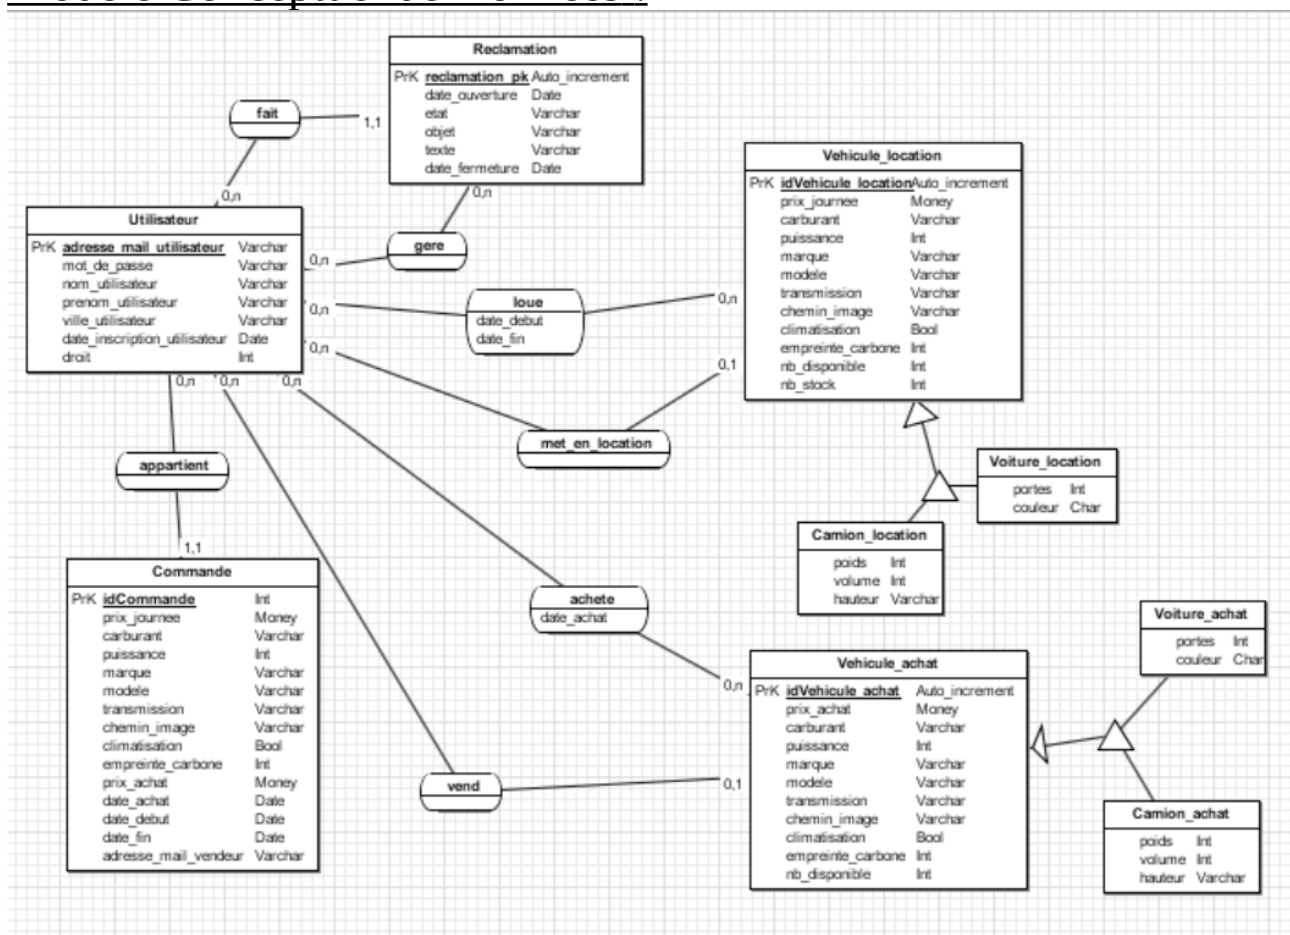 Reclamation
PrK reclamation_pk Auto_increment
date_ouverture Date
etat Varchar
objet Varchar
texte Varchar
date_fermeture Date
fait
1,1
0,n
0,n
gere
0,n
Utilisateur
PrK adresse_mail_utilisateur Varchar
mot_de_passe Varchar
nom_utilisateur Varchar
prenom_utilisateur Varchar
ville_utilisateur Varchar
date_inscription_utilisateur Date
droit Int
0,n
loue
date_debut
date_fin
0,n
0,n
met_en_location
0,1
Vehicule_location
PrK idVehicule_location Auto_increment
prix_journee Money
carburant Varchar
puissance Int
marque Varchar
modele Varchar
transmission Varchar
chemin_image Varchar
climatisation Bool
empreinte_carbone Int
nb_disponible Int
nb_stock Int
Voiture_location
portes Int
couleur Char
Camion_location
poids Int
volume Int
hauteur Varchar
0,n 0,n 0,n
appartient
1,1
Commande
PrK idCommande Int
prix_journee Money
carburant Varchar
puissance Int
marque Varchar
modele Varchar
transmission Varchar
chemin_image Varchar
climatisation Bool
empreinte_carbone Int
prix_achat Money
date_achat Date
date_debut Date
date_fin Date
adresse_mail_vendeur Varchar
achete
date_achat
0,n
vend
0,1
Vehicule_achat
PrK idVehicule_achat Auto_increment
prix_achat Money
carburant Varchar
puissance Int
marque Varchar
modele Varchar
transmission Varchar
chemin_image Varchar
climatisation Bool
empreinte_carbone Int
nb_disponible Int
Voiture_achat
portes Int
couleur Char
Camion_achat
poids Int
volume Int
hauteur Varchar